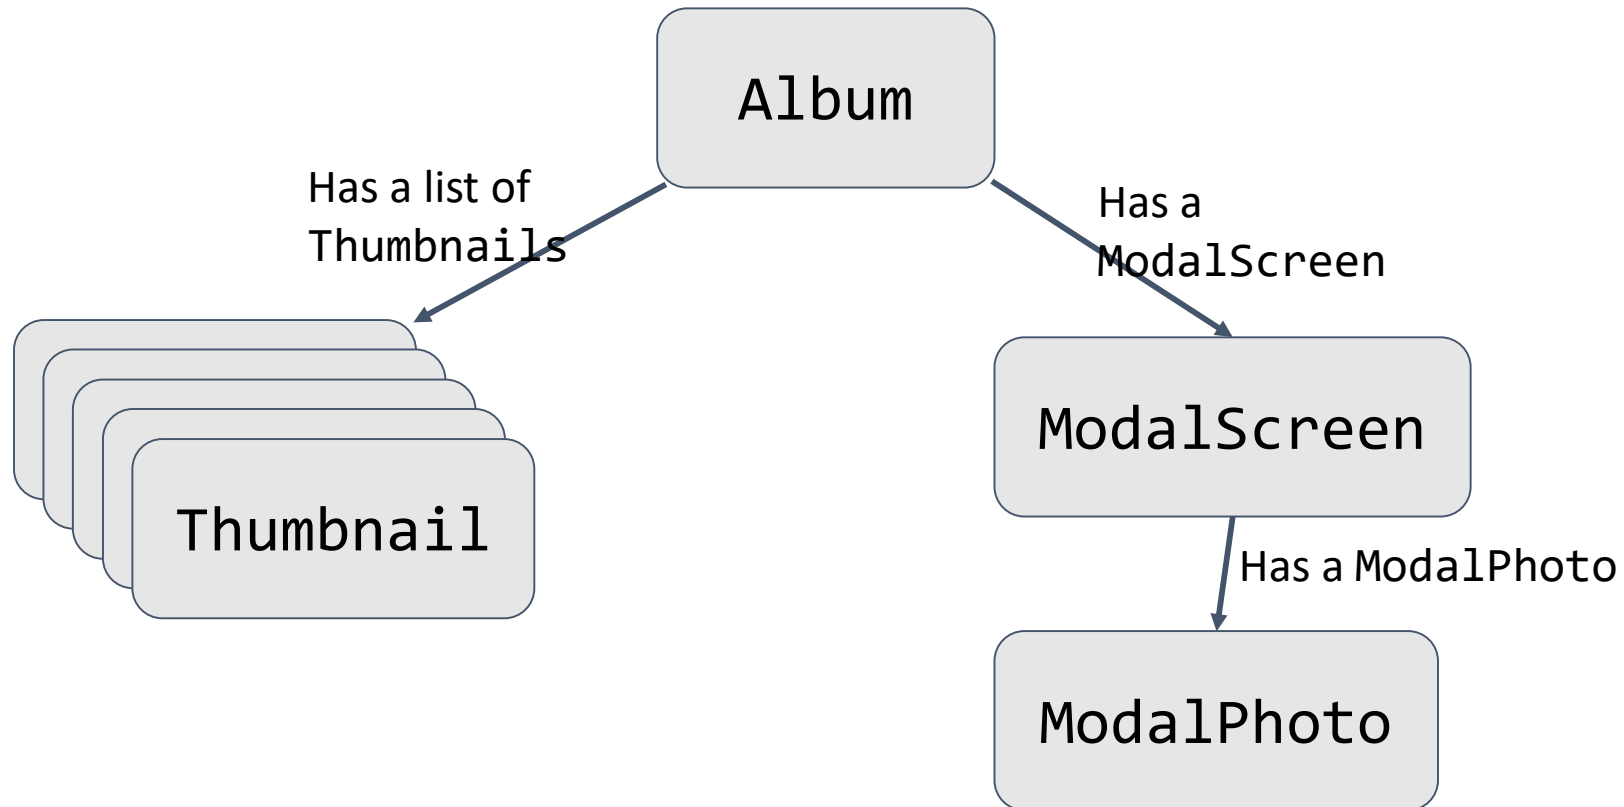 Album
Has a list of
Thumbnails
Has a
ModalScreen
Thumbnail
ModalScreen
Has a ModalPhoto
ModalPhoto